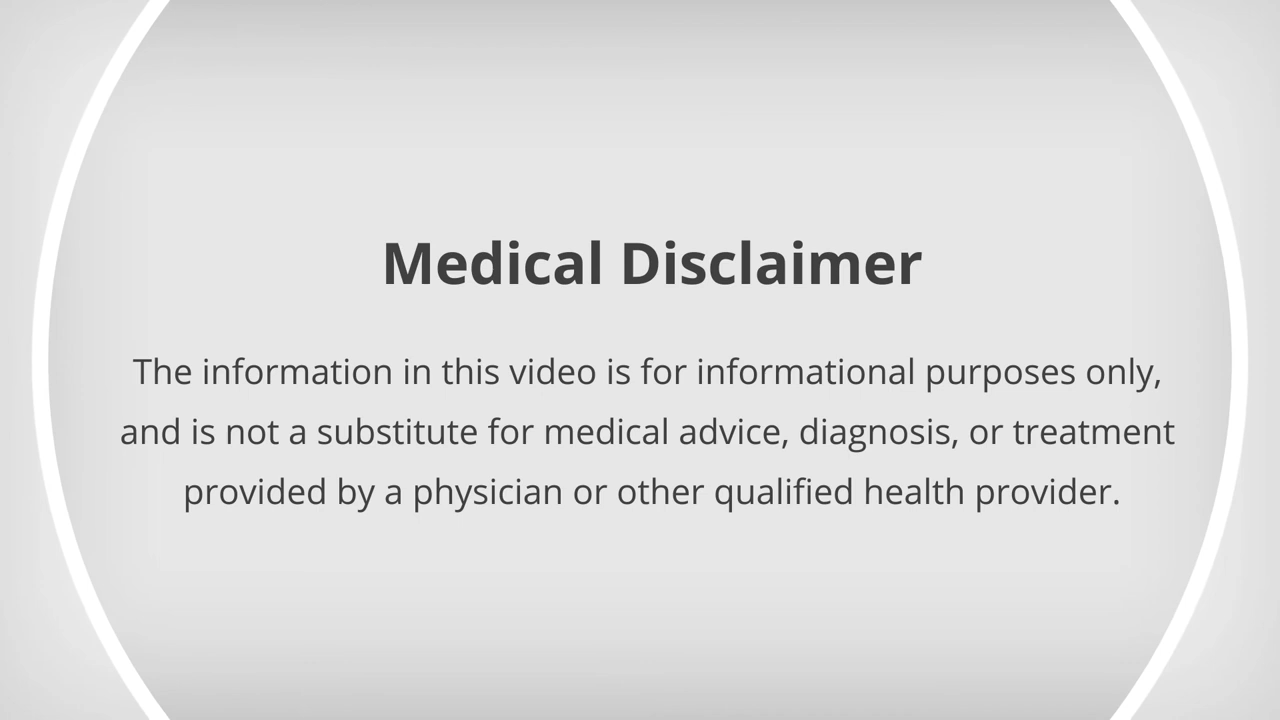 Medical Disclaimer
The information in this video is for informational purposes only,
and is not a substitute for medical advice, diagnosis, or treatment
provided by a physician or other qualified health provider.